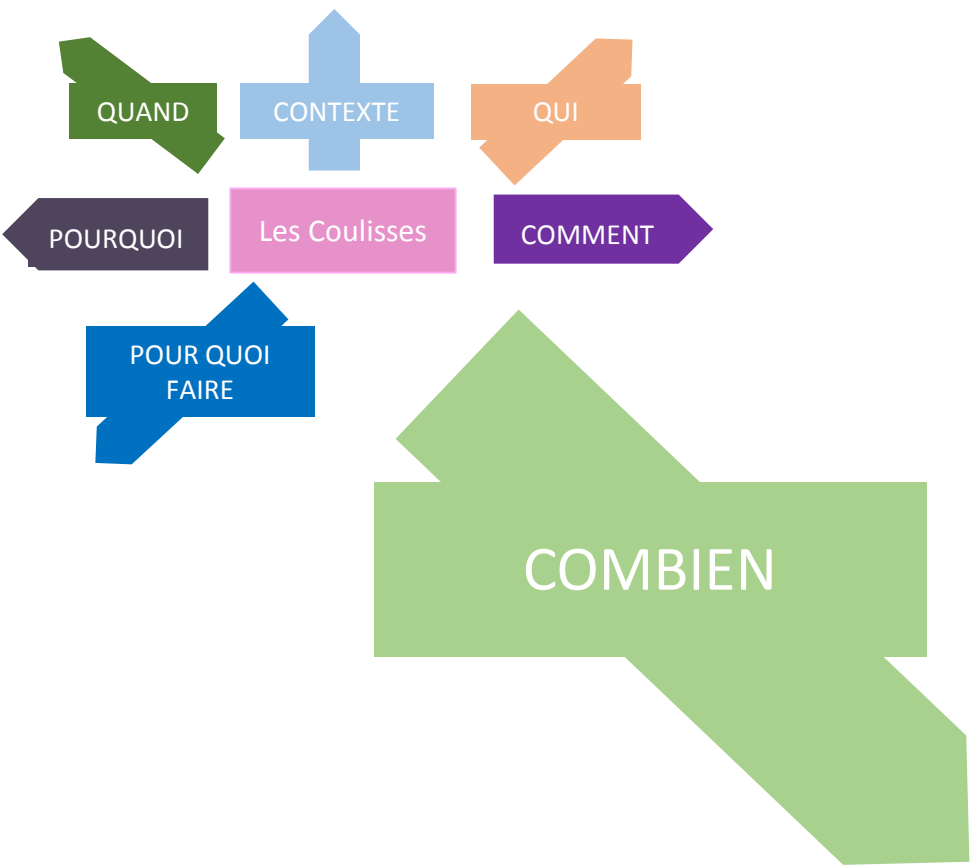 QUAND
CONTEXTE
QUI
POURQUOI
Les Coulisses
COMMENT
POUR QUOI
FAIRE
COMBIEN